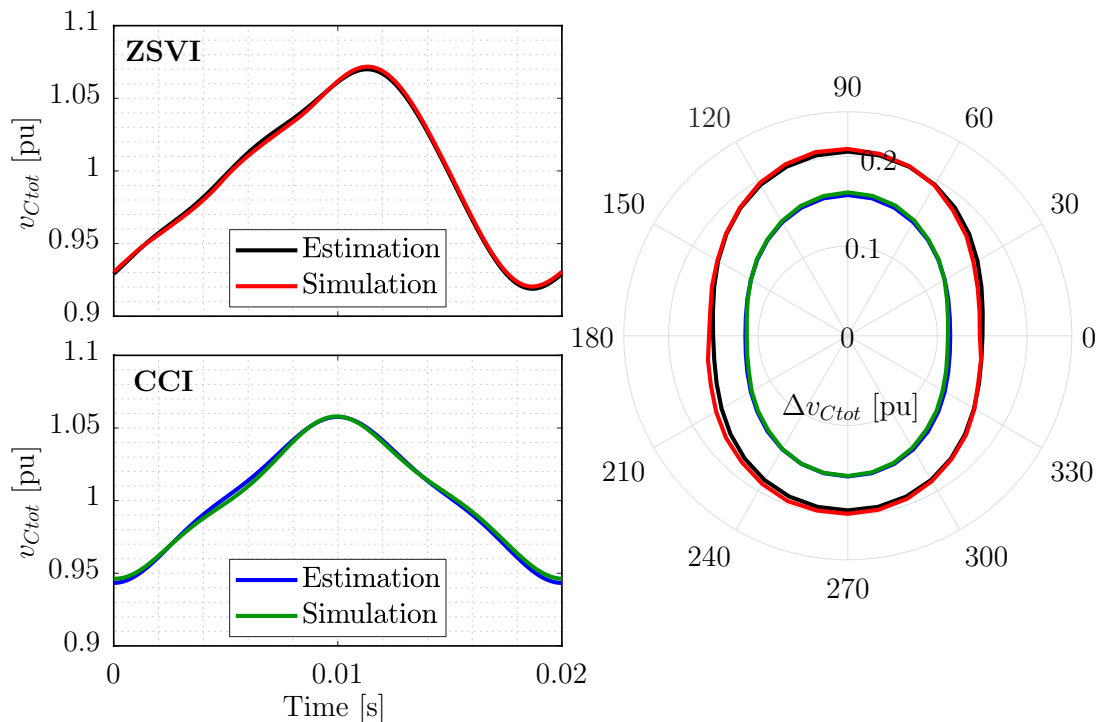 1.1
ZSVI
1.05
1
0.95
0.9
v_{Ctot} [pu]
Estimation
Simulation
1.1
CCI
1.05
1
0.95
0.9
v_{Ctot} [pu]
Estimation
Simulation
0
0.01
0.02
Time [s]
90
120
60
150
30
180
0
210
330
240
300
270
0.2
0.1
0
Δv_{Ctot} [pu]